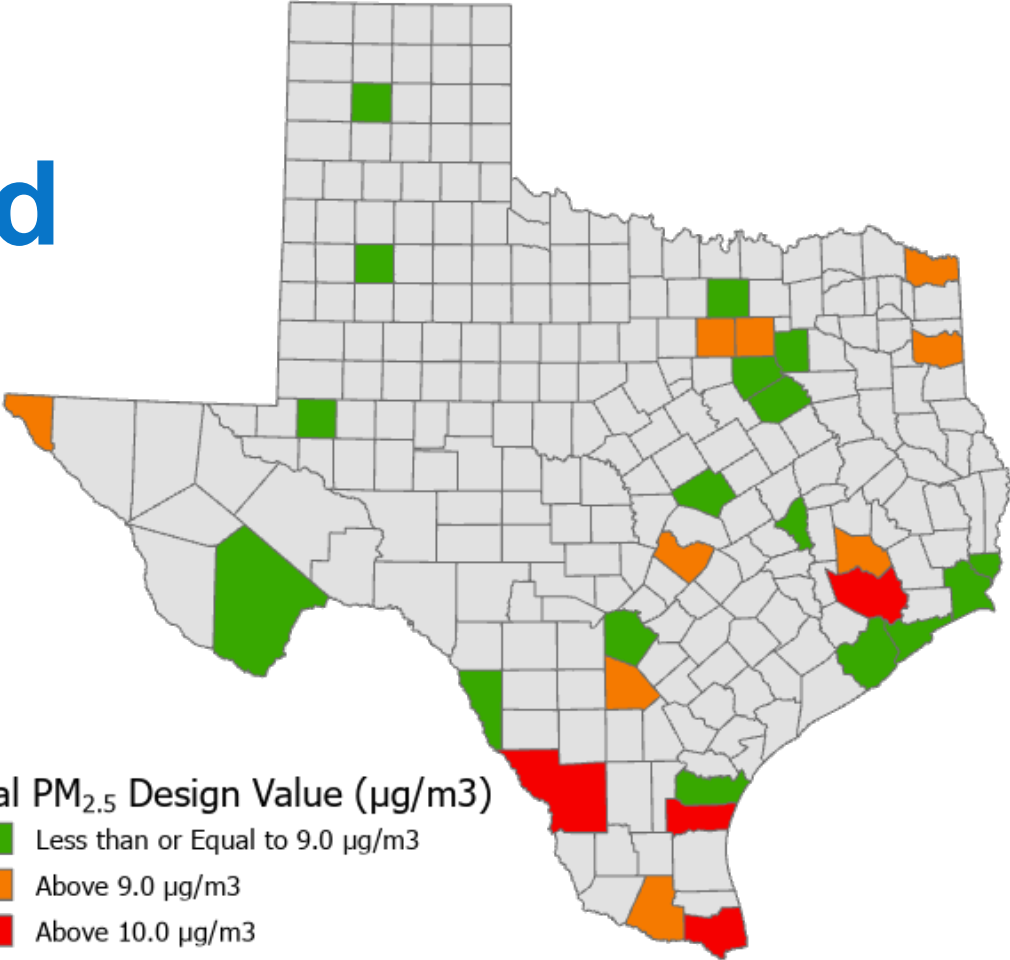 d
al PM₂.₅ Design Value (µg/m3)
Less than or Equal to 9.0 µg/m3
Above 9.0 µg/m3
Above 10.0 µg/m3